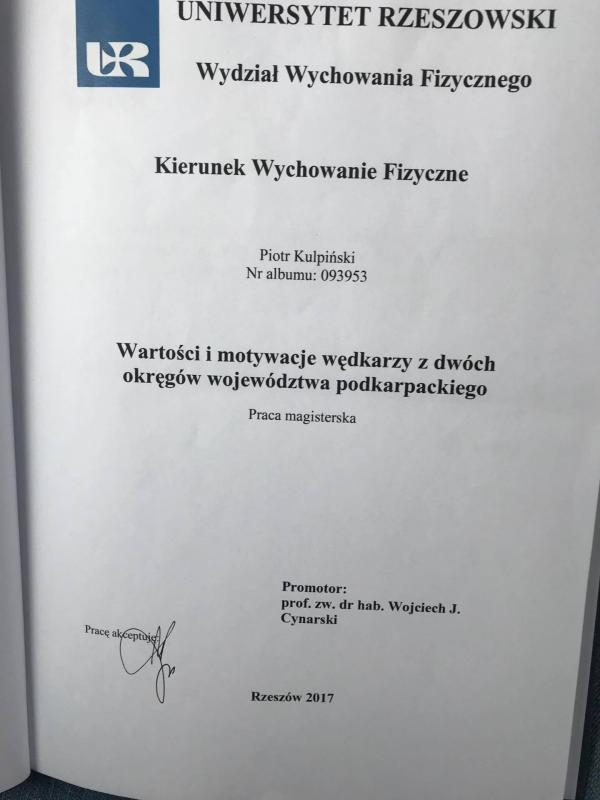 UNIWERSYTET RZESZOWSKI
UR
Wydział Wychowania Fizycznego
Kierunek Wychowanie Fizyczne
Piotr Kulpiński
Nr albumu: 093953
Wartości i motywacje wędkarzy z dwóch
okręgów województwa podkarpackiego
Praca magisterska
Promotor:
prof. zw. dr hab. Wojciech J.
Cynarski
Pracę akceptuję:
Rzeszów 2017